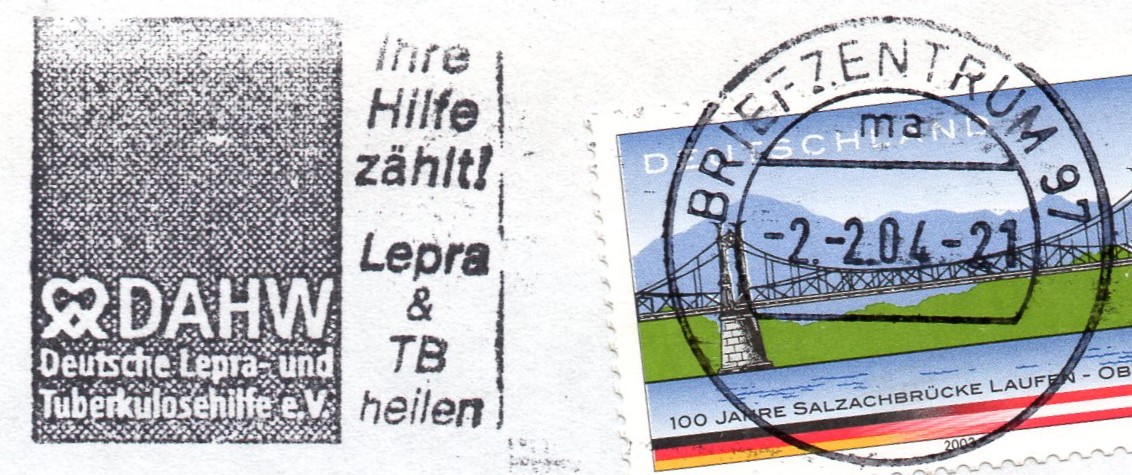 Ihre
Hilfe
zählt!
Lepra
&
TB
heilen
DAHW
Deutsche Lepra- und
Tuberkulosehilfe e.V.
BRIEFZENTRUM 97
ma
-2.-2.04-21
DEUTSCHLAND
100 JAHRE SALZACHBRÜCKE LAUFEN - OB
2003